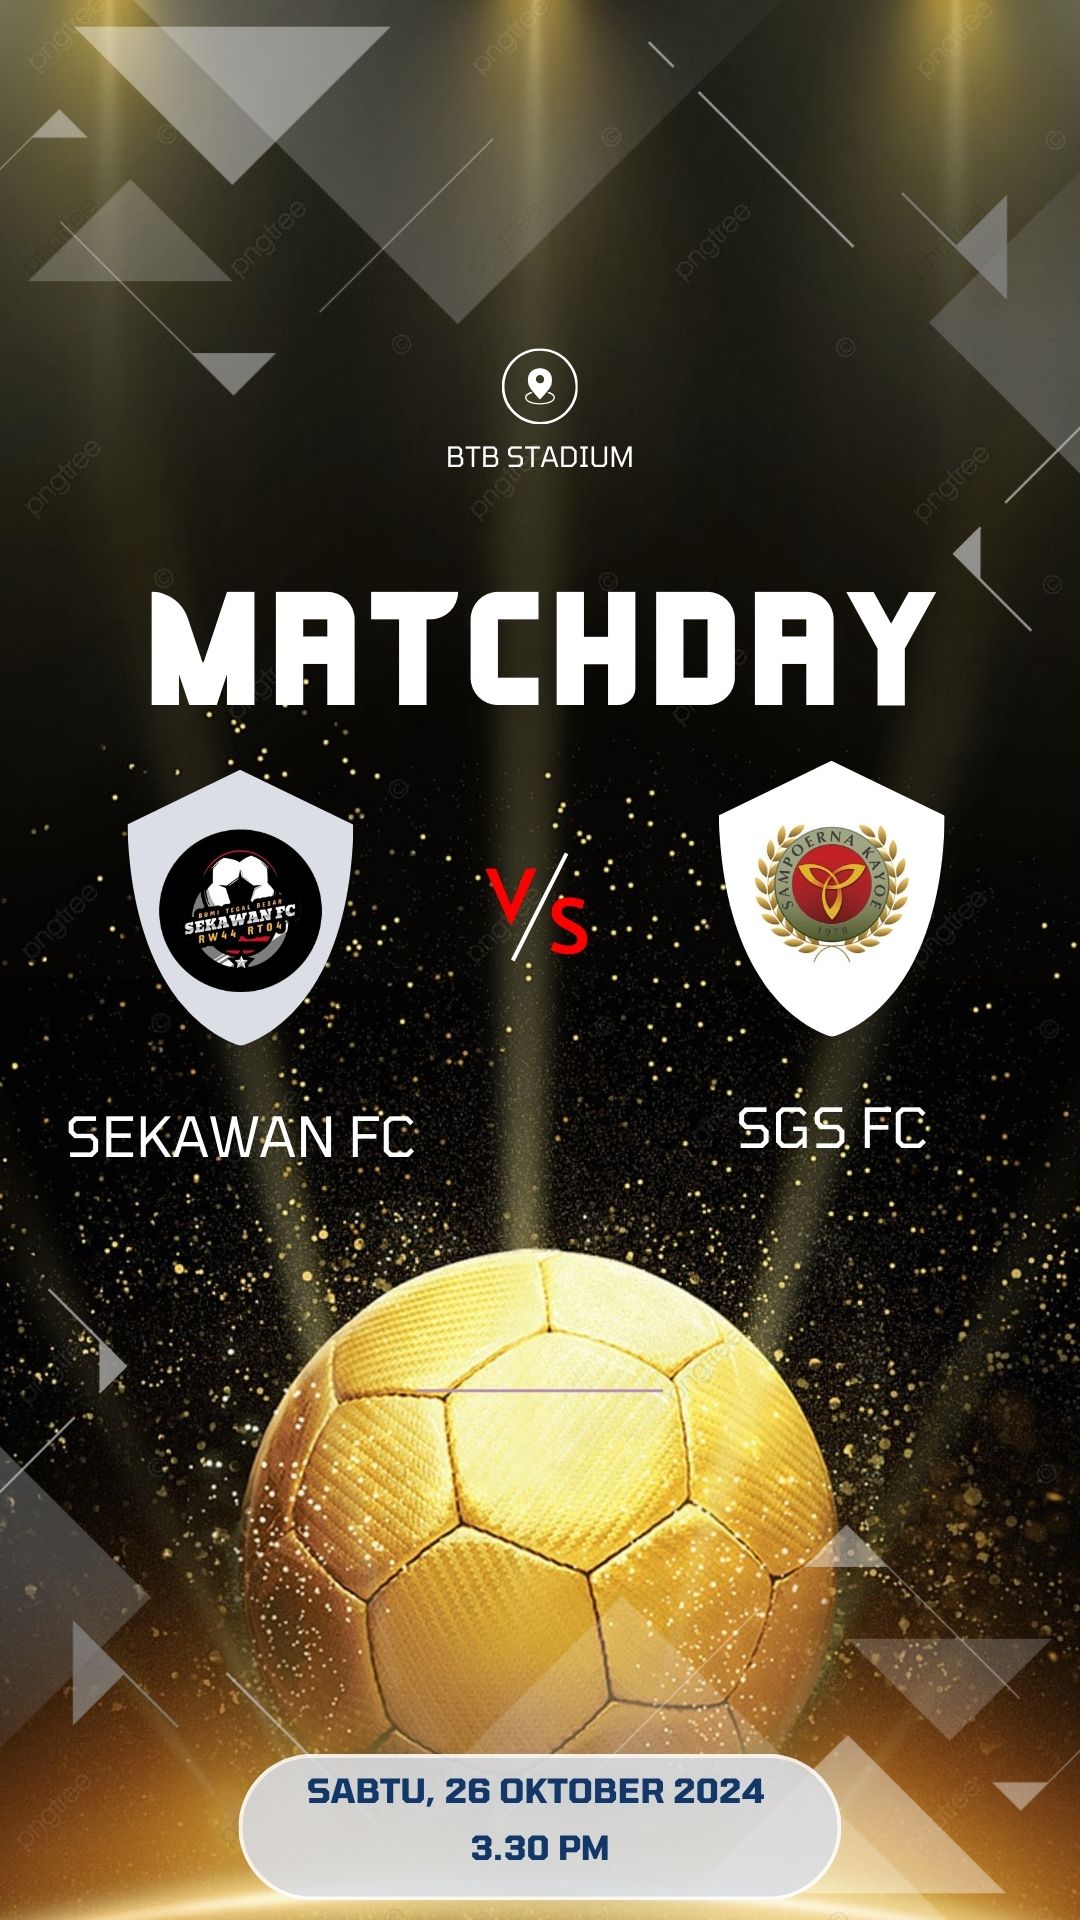 BTB STADIUM
MATCHDAY
BUMI TEGAL BESAR
SEKAWAN FC
RW44 RT04
V/S
SAMPOERNA KAYOE
1978
SEKAWAN FC
SGS FC
SABTU, 26 OKTOBER 2024
3.30 PM
pngtree